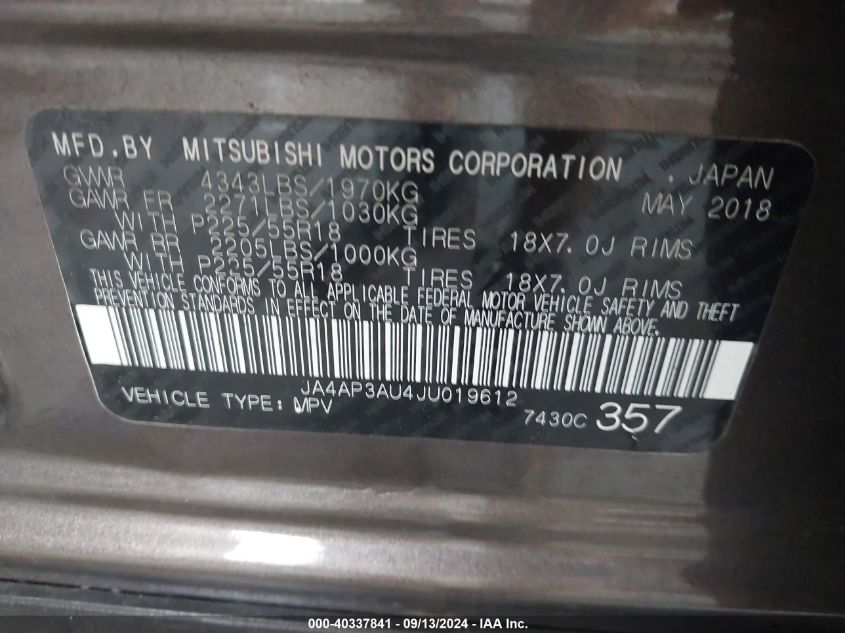 MFD.BY MITSUBISHI MOTORS CORPORATION , JAPAN
GVWR 4343LBS/1970KG MAY 2018
GAWR FR 2271LBS/1030KG
WITH P225/55R18 TIRES 18X7.0J RIMS
GAWR RR 2205LBS/1000KG
WITH P225/55R18 TIRES 18X7.0J RIMS
THIS VEHICLE CONFORMS TO ALL APPLICABLE FEDERAL MOTOR VEHICLE SAFETY AND THEFT
PREVENTION STANDARDS IN EFFECT ON THE DATE OF MANUFACTURE SHOWN ABOVE.
JA4AP3AU4JU019612
VEHICLE TYPE: MPV 7430C 357
000-40337841 - 09/13/2024 - IAA Inc.